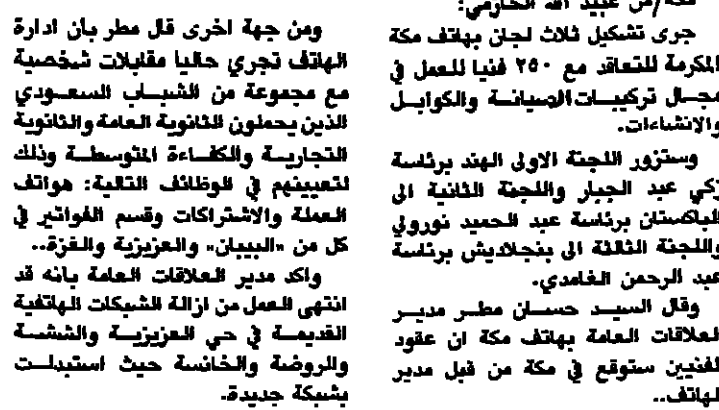 مكة/من عبيد الله الحازمي:
جرى تشكيل ثلاث لجان بهاتف مكة
المكرمة للتعاقد مع ٢٥٠ فنيا للعمل في
مجال تركيبات الصيانة والكوابل
والانشاءات.
وستزور اللجنة الاولى الهند برئاسة
زكي عبد الجبار واللجنة الثانية الى
الباكستان برئاسة عبد الحميد نورولي
واللجنة الثالثة الى بنجلاديش برئاسة
عبد الرحمن الغامدي.
وقال السيد حسان مطر مدير
العلاقات العامة بهاتف مكة ان عقود
الفنيين ستوقع في مكة من قبل مدير
الهاتف..
ومن جهة اخرى قال مطر بأن ادارة
الهاتف تجري حاليا مقابلات شخصية
مع مجموعة من الشباب السعودي
الذين يحملون الثانوية العامة والثانوية
التجارية والكفاءة المتوسطة وذلك
لتعيينهم في الوظائف التالية: هواتف
العملة والاشتراكات وقسم الفواتير في
كل من «البيبان» والعزيزية والغزة..
واكد مدير العلاقات العامة بانه قد
انتهى العمل من ازالة الشبكات الهاتفية
القديمة في حي العزيزية والششة
والروضة والخانسة حيث استبدلت
بشبكة جديدة.